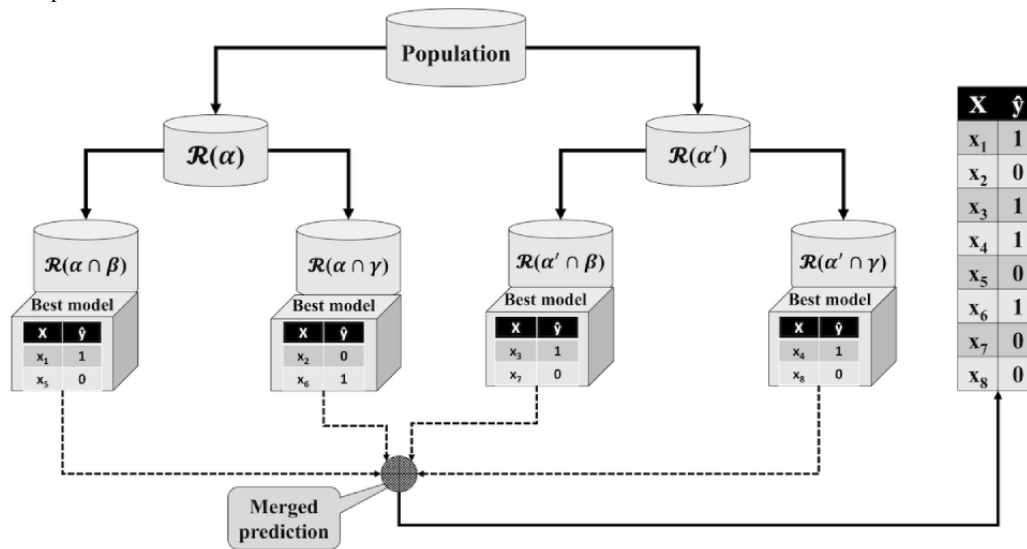 Population
ℛ(α)
ℛ(α′)
ℛ(α ∩ β)
ℛ(α ∩ γ)
ℛ(α′ ∩ β)
ℛ(α′ ∩ γ)
Best model
X ŷ
x₁ 1
x₅ 0
Best model
X ŷ
x₂ 0
x₆ 1
Best model
X ŷ
x₃ 1
x₇ 0
Best model
X ŷ
x₄ 1
x₈ 0
Merged
prediction
X ŷ
x₁ 1
x₂ 0
x₃ 1
x₄ 1
x₅ 0
x₆ 1
x₇ 0
x₈ 0